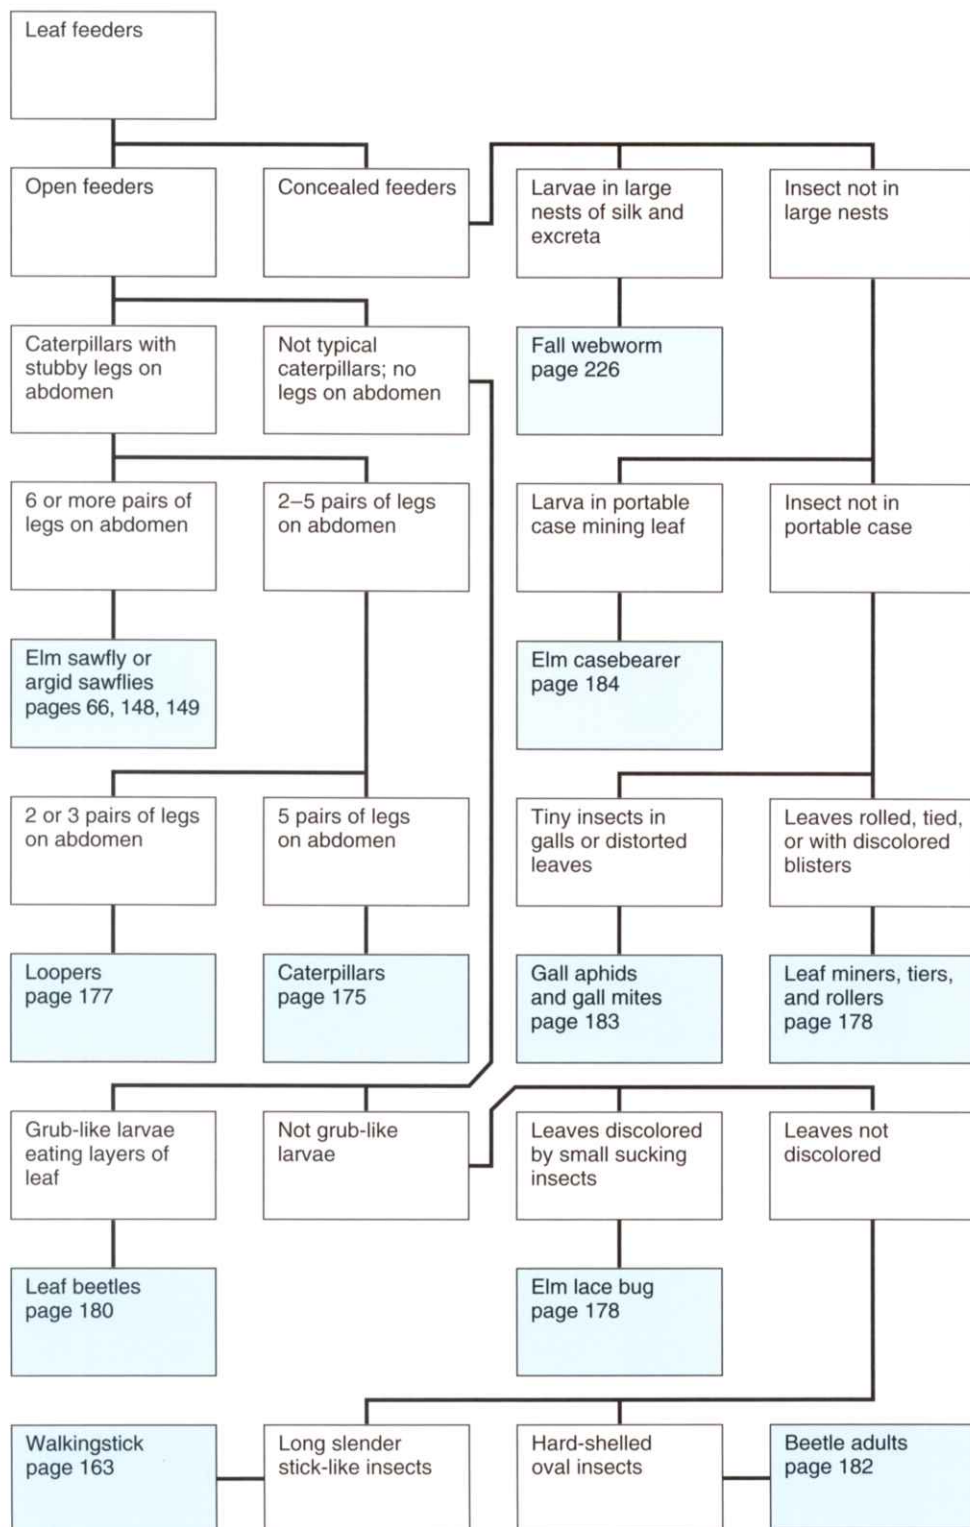 Leaf feeders
Open feeders
Concealed feeders
Larvae in large
nests of silk and
excreta
Insect not in
large nests
Caterpillars with
stubby legs on
abdomen
Not typical
caterpillars; no
legs on abdomen
Fall webworm
page 226
6 or more pairs of
legs on abdomen
2–5 pairs of legs
on abdomen
Larva in portable
case mining leaf
Insect not in
portable case
Elm sawfly or
argid sawflies
pages 66, 148, 149
Elm casebearer
page 184
2 or 3 pairs of legs
on abdomen
5 pairs of legs
on abdomen
Tiny insects in
galls or distorted
leaves
Leaves rolled, tied,
or with discolored
blisters
Loopers
page 177
Caterpillars
page 175
Gall aphids
and gall mites
page 183
Leaf miners, tiers,
and rollers
page 178
Grub-like larvae
eating layers of
leaf
Not grub-like
larvae
Leaves discolored
by small sucking
insects
Leaves not
discolored
Leaf beetles
page 180
Elm lace bug
page 178
Walkingstick
page 163
Long slender
stick-like insects
Hard-shelled
oval insects
Beetle adults
page 182